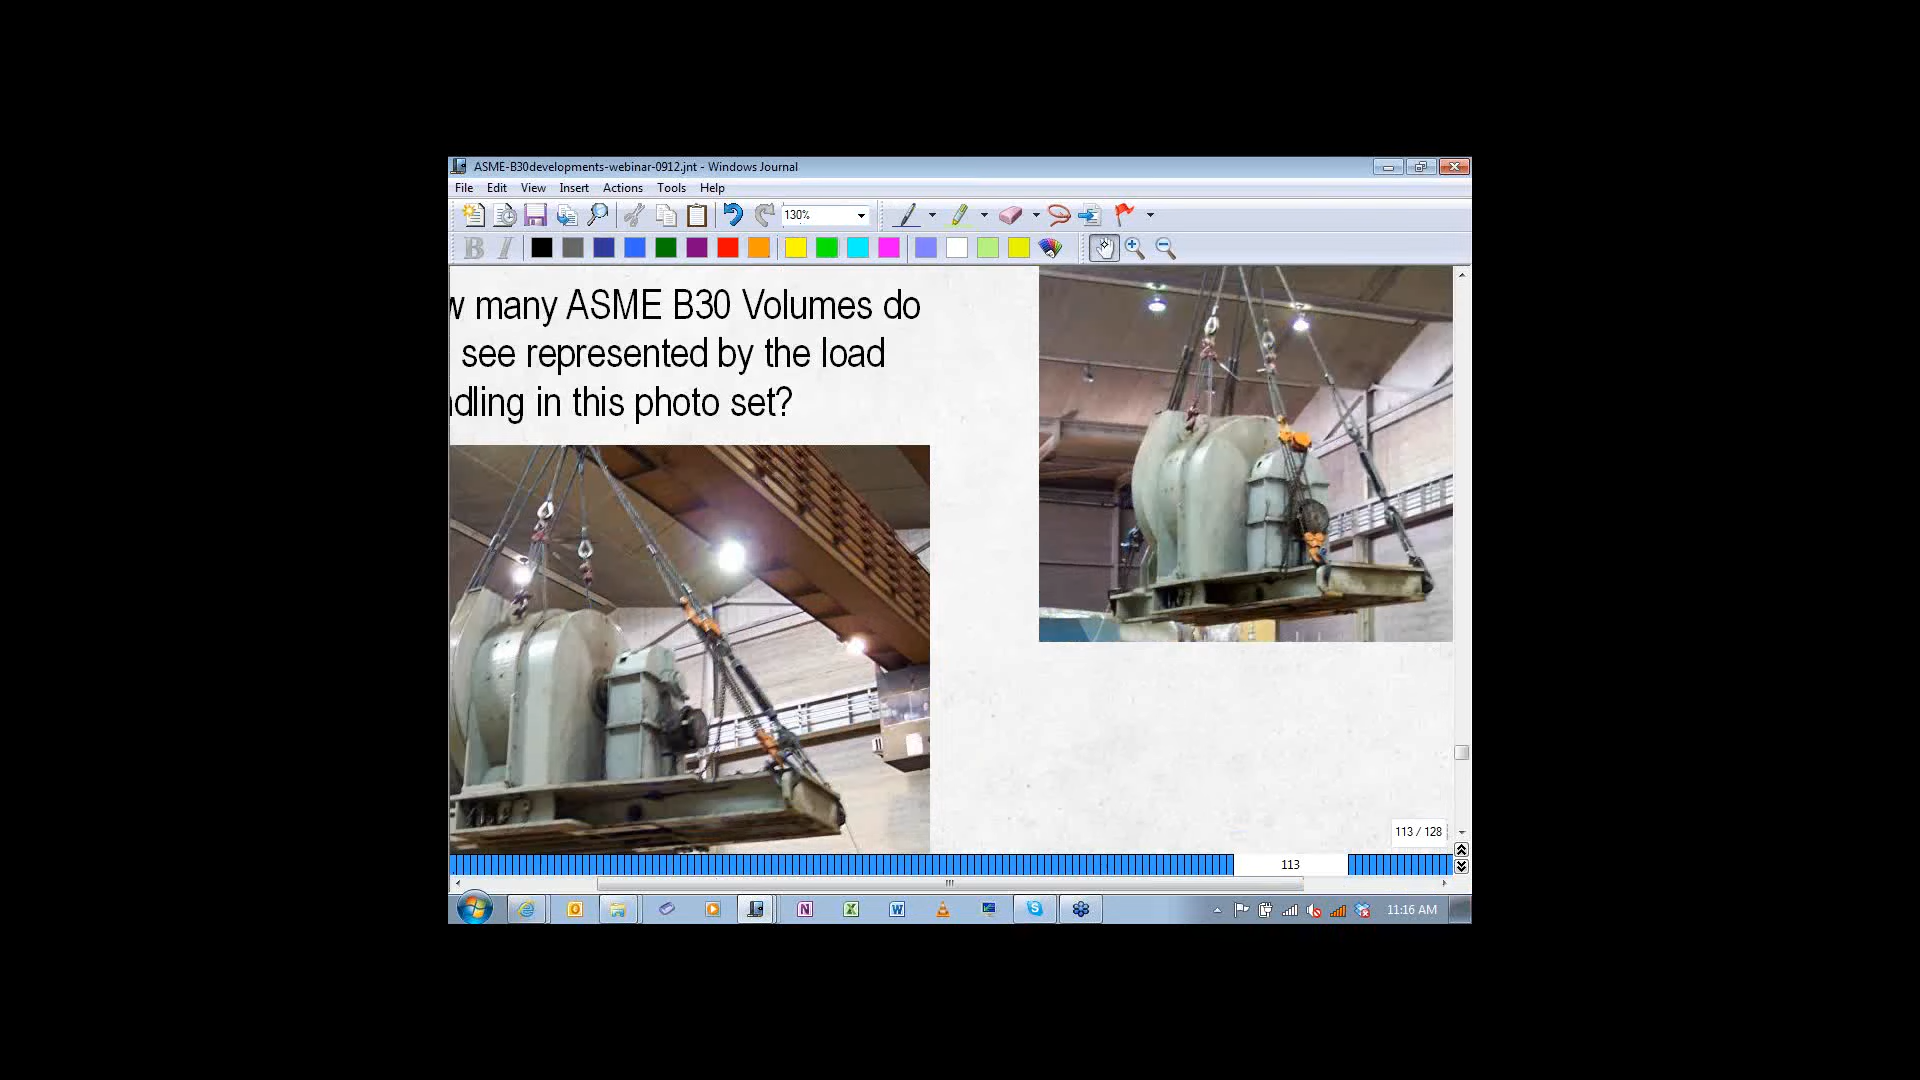 ASME-B30developments-webinar-0912.jnt - Windows Journal
File Edit View Insert Actions Tools Help
130%
B I
w many ASME B30 Volumes do
see represented by the load
ndling in this photo set?
113 / 128
113
11:16 AM